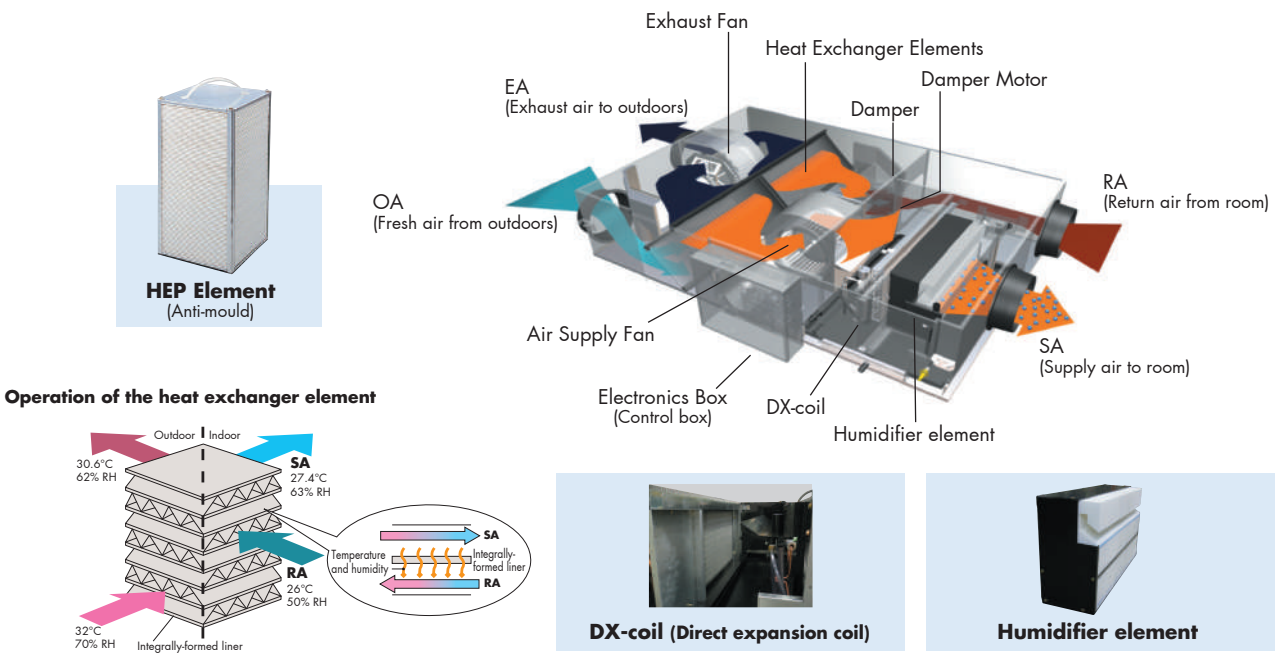 Exhaust Fan
Heat Exchanger Elements
Damper Motor
EA
(Exhaust air to outdoors)
Damper
RA
(Return air from room)
OA
(Fresh air from outdoors)
HEP Element
(Anti-mould)
Air Supply Fan
SA
(Supply air to room)
Electronics Box
(Control box)
DX-coil
Humidifier element
Operation of the heat exchanger element
Outdoor
Indoor
30.6°C
62% RH
SA
27.4°C
63% RH
RA
26°C
50% RH
32°C
70% RH
Integrally-formed liner
SA
Temperature
and humidity
Integrally-
formed liner
RA
DX-coil (Direct expansion coil)
Humidifier element